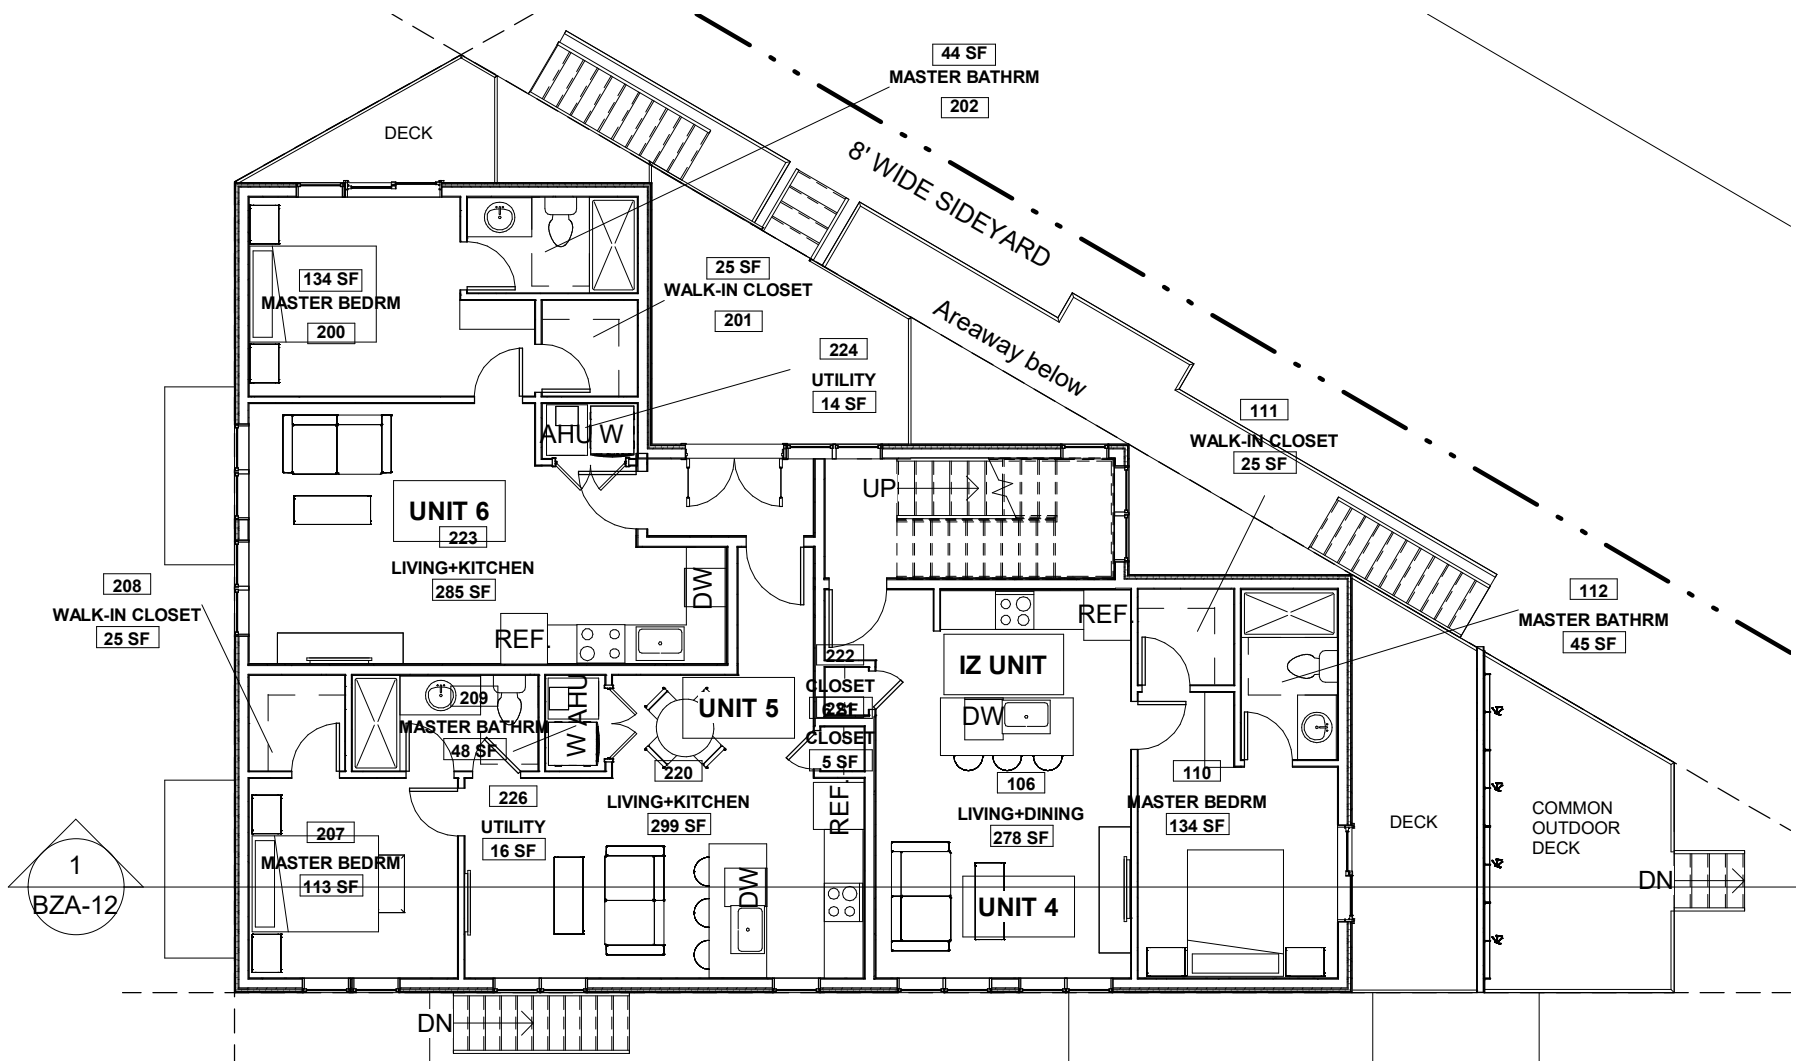 44 SF
MASTER BATHRM
202
DECK
8' WIDE SIDEYARD
134 SF
MASTER BEDRM
200
25 SF
WALK-IN CLOSET
201
Areaway below
224
UTILITY
14 SF
AHU W
111
WALK-IN CLOSET
25 SF
UP
UNIT 6
223
LIVING+KITCHEN
285 SF
DW
REF.
208
WALK-IN CLOSET
25 SF
112
MASTER BATHRM
45 SF
REF.
IZ UNIT
222
CLOSET
6 SF
221
CLOSET
5 SF
209
MASTER BATHRM
48 SF
W AHU
UNIT 5
DW
220
LIVING+KITCHEN
299 SF
REF.
226
UTILITY
16 SF
106
LIVING+DINING
278 SF
110
MASTER BEDRM
134 SF
DECK
COMMON
OUTDOOR
DECK
207
MASTER BEDRM
113 SF
1
BZA-12
DW
UNIT 4
DN
DN